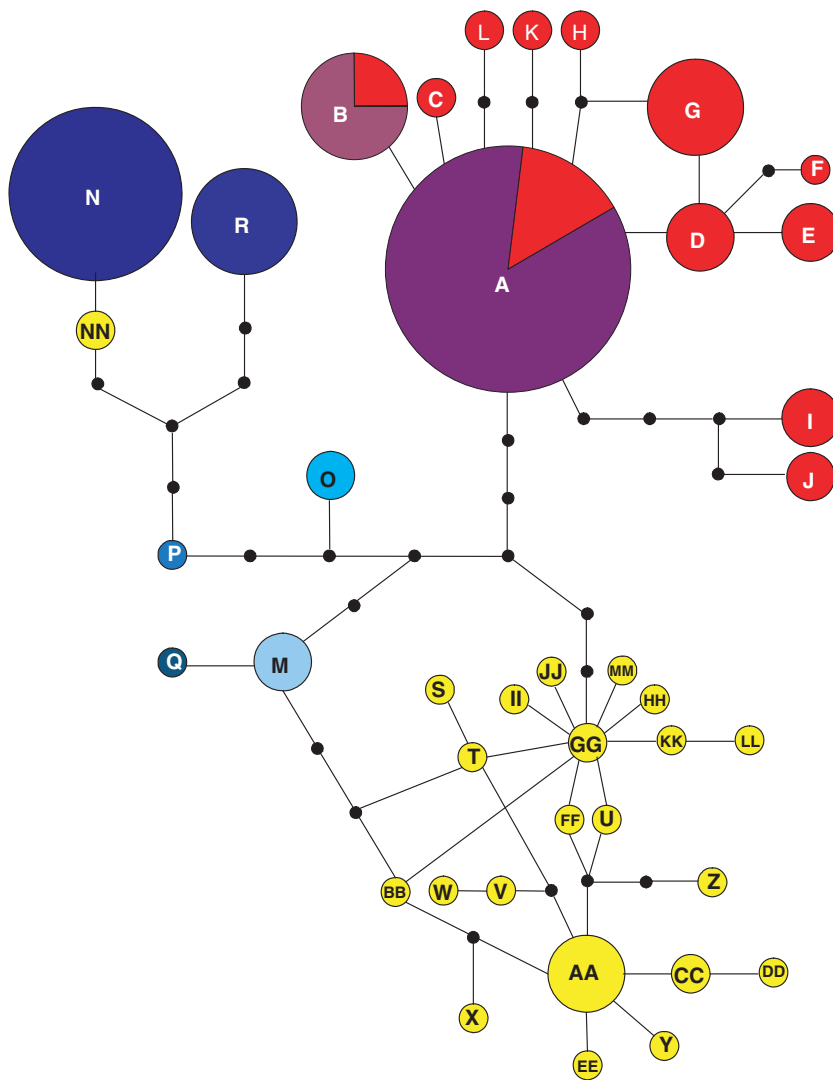 L K H
B C G
F
N R D E
A
NN
I
O J
P
Q M
S II JJ MM HH
T GG KK LL
FF U
BB W V Z
AA CC DD
X Y
EE